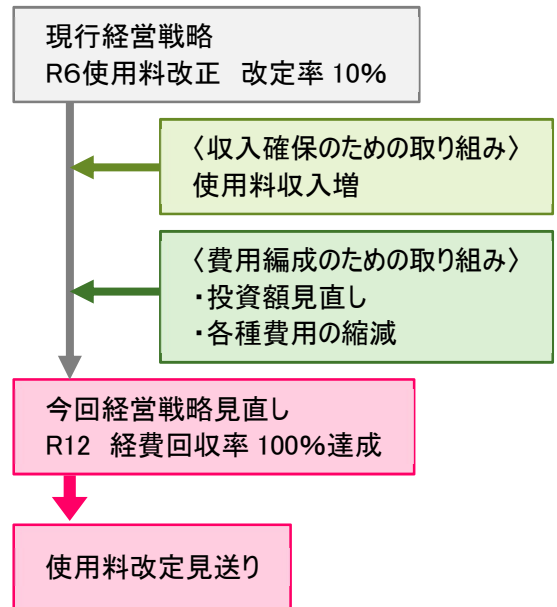 現行経営戦略
R6使用料改正 改定率 10%
〈収入確保のための取り組み〉
使用料収入増
〈費用編成のための取り組み〉
・投資額見直し
・各種費用の縮減
今回経営戦略見直し
R12 経費回収率 100%達成
使用料改定見送り